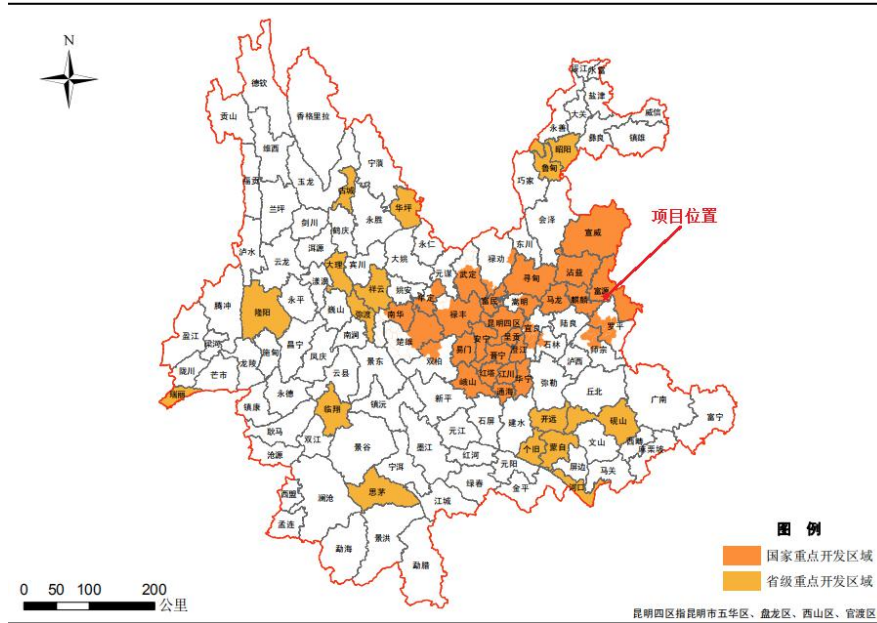 N
德钦
贡山
香格里拉
维西
福贡
宁蒗
兰坪
玉龙
古城
华坪
永胜
剑川
鹤庆
泸水
洱源
云龙
漾濞
大理
宾川
大姚
永仁
祥云
姚安
弥渡
巍山
南涧
腾冲
隆阳
永平
盈江
梁河
陇川
芒市
龙陵
施甸
昌宁
凤庆
瑞丽
镇康
永德
云县
景东
临翔
耿马
双江
沧源
镇沅
景谷
西盟
澜沧
孟连
思茅
宁洱
墨江
江城
勐海
景洪
勐腊
绥江
水富
盐津
大关
威信
永善
彝良
镇雄
昭阳
鲁甸
巧家
会泽
宣威
项目位置
东川
禄劝
元谋
武定
寻甸
沾益
富源
牟定
富民
嵩明
马龙
麒麟
南华
禄丰
昆明四区
宜良
陆良
罗平
楚雄
安宁
呈贡
石林
师宗
双柏
易门
晋宁
澄江
泸西
红塔
江川
华宁
峨山
通海
弥勒
丘北
广南
富宁
新平
石屏
建水
开远
砚山
元江
个旧
蒙自
文山
西畴
麻栗坡
红河
元阳
屏边
马关
绿春
金平
河口
图 例
国家重点开发区域
省级重点开发区域
0 50 100 200
公里
昆明四区指昆明市五华区、盘龙区、西山区、官渡区